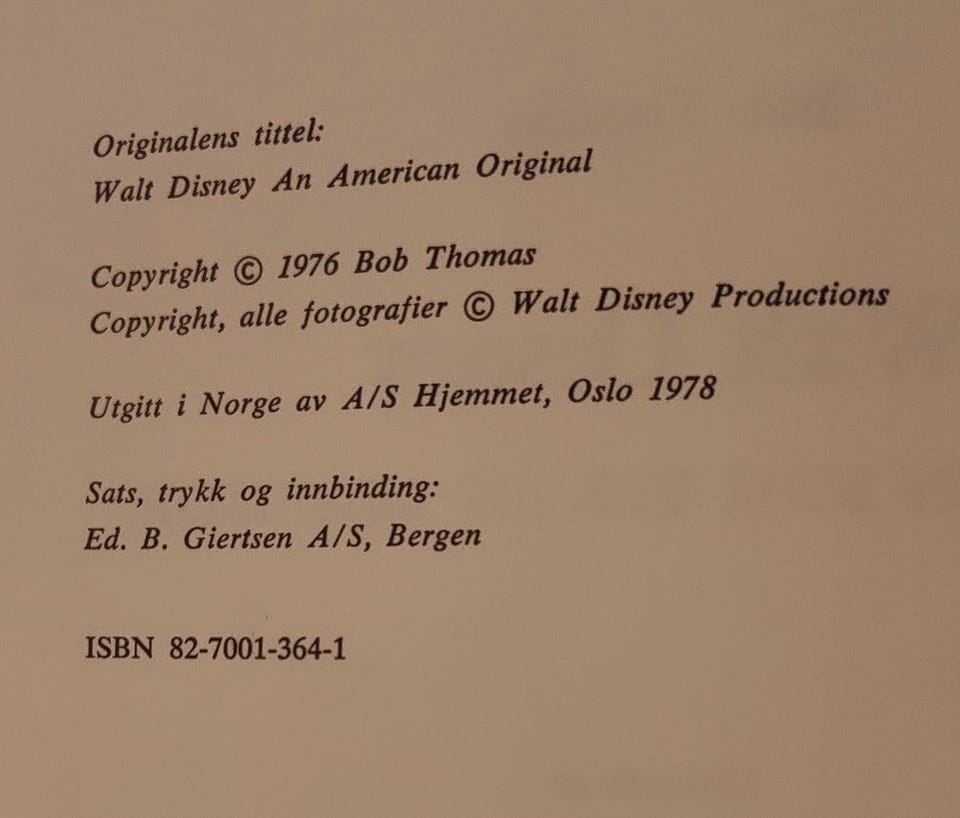 Originalens tittel:
Walt Disney An American Original
Copyright © 1976 Bob Thomas
Copyright, alle fotografier © Walt Disney Productions
Utgitt i Norge av A/S Hjemmet, Oslo 1978
Sats, trykk og innbinding:
Ed. B. Giertsen A/S, Bergen
ISBN 82-7001-364-1